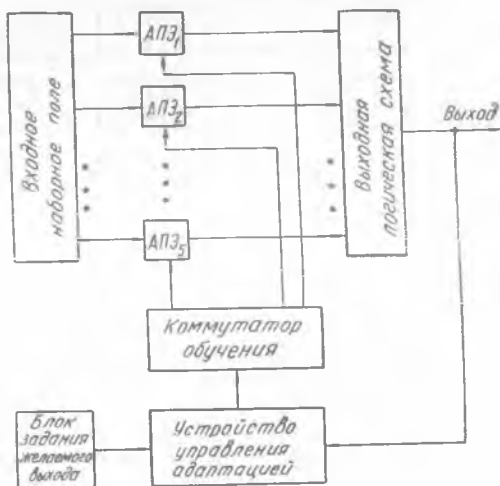 Входное
наборное поле
АПЭ1
АПЭ2
АПЭ5
Выходная
логическая схема
Выход
Коммутатор
обучения
Блок
задания
желаемого
выхода
Устройство
управления
адаптацией